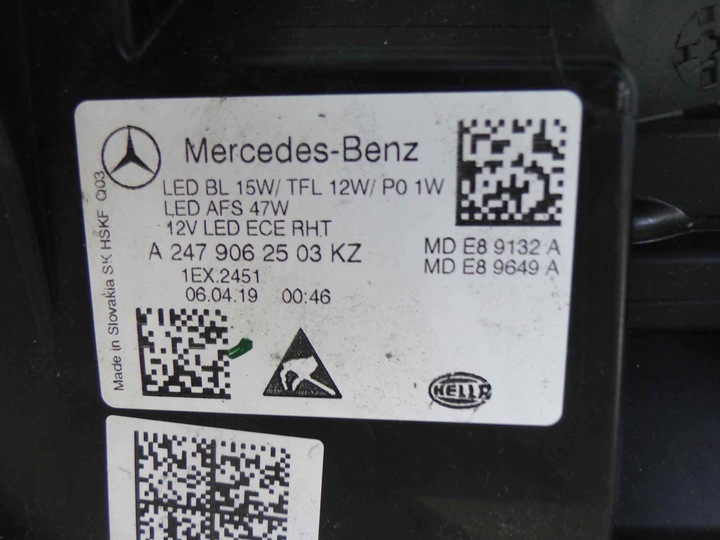 Mercedes-Benz
LED BL 15W/ TFL 12W/ PO 1W
LED AFS 47W
12V LED ECE RHT
A 247 906 25 03 KZ
1EX.2451
06.04.19 00:46
MD E8 9132 A
MD E8 9649 A
Made in Slovakia SK HSKF Q03
HELLA